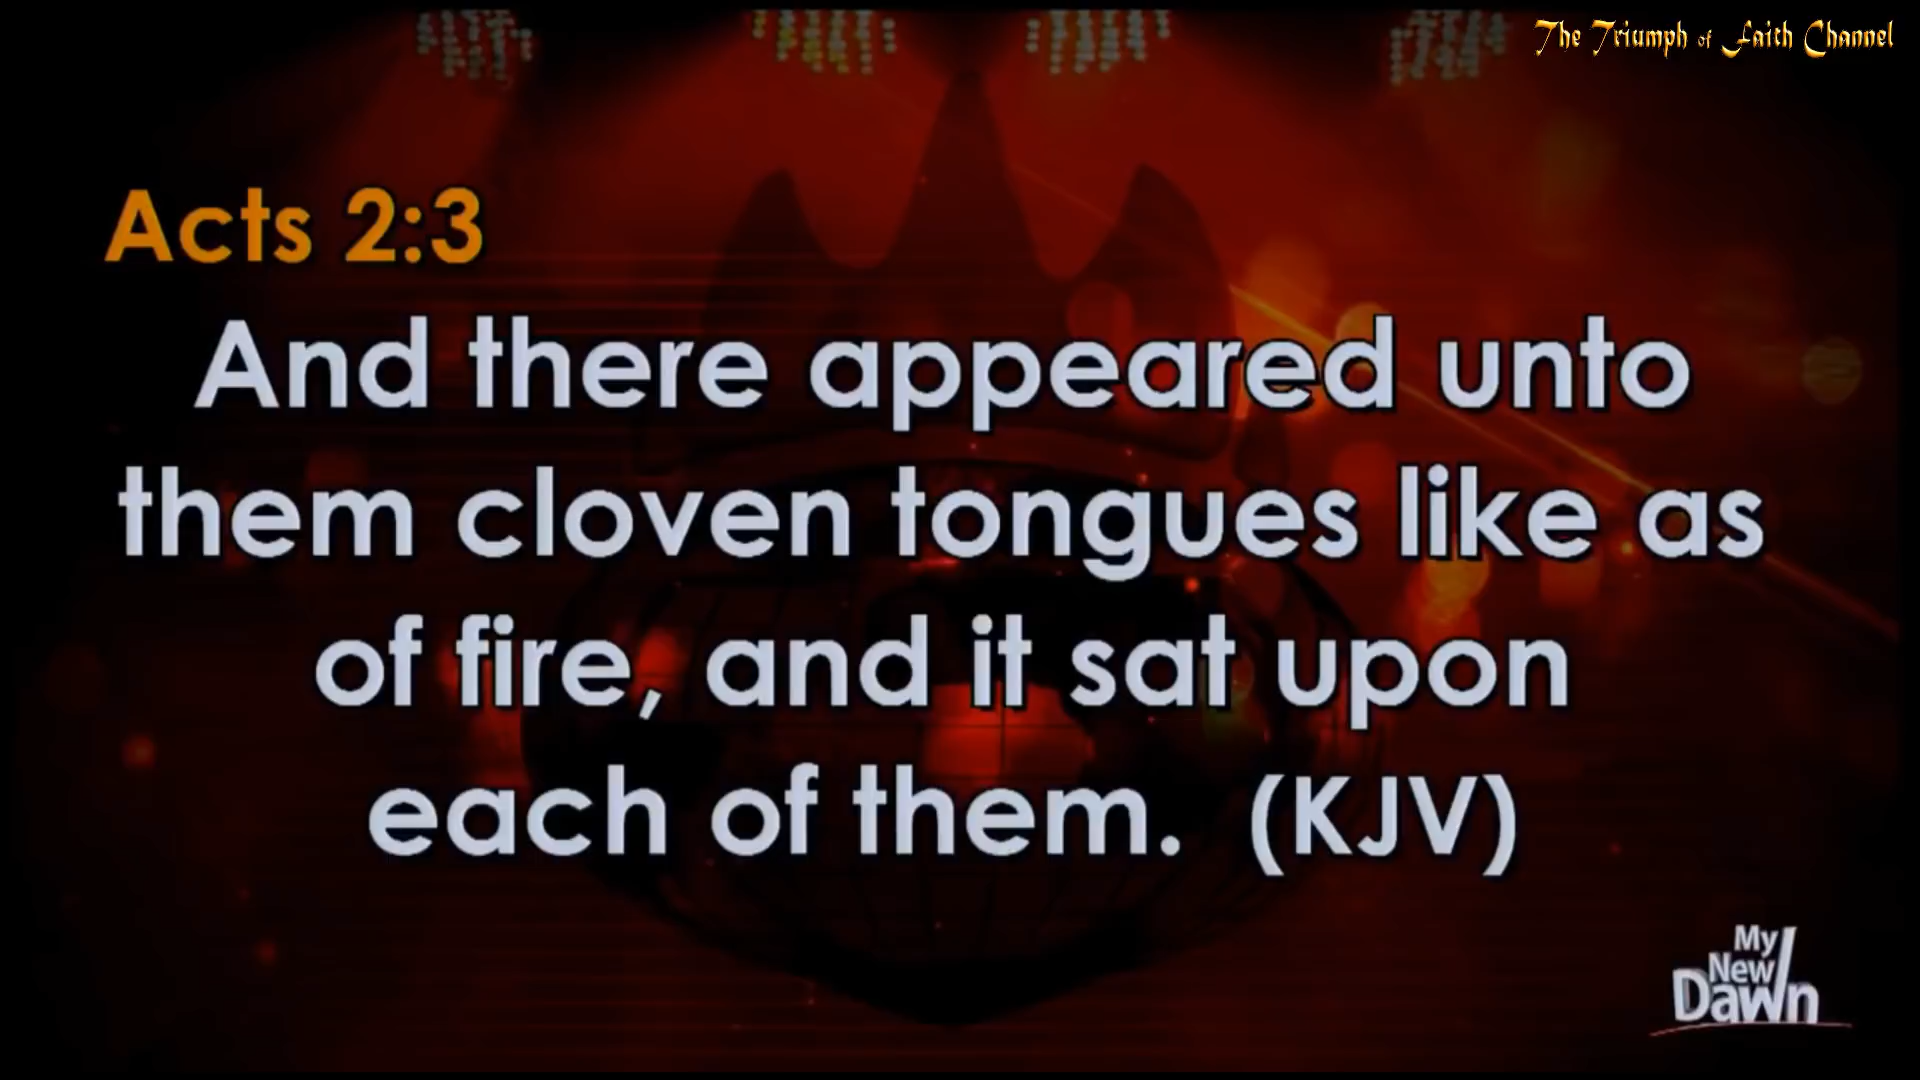 The Triumph of Faith Channel
Acts 2:3
And there appeared unto
them cloven tongues like as
of fire, and it sat upon
each of them. (KJV)
My
New
Dawn